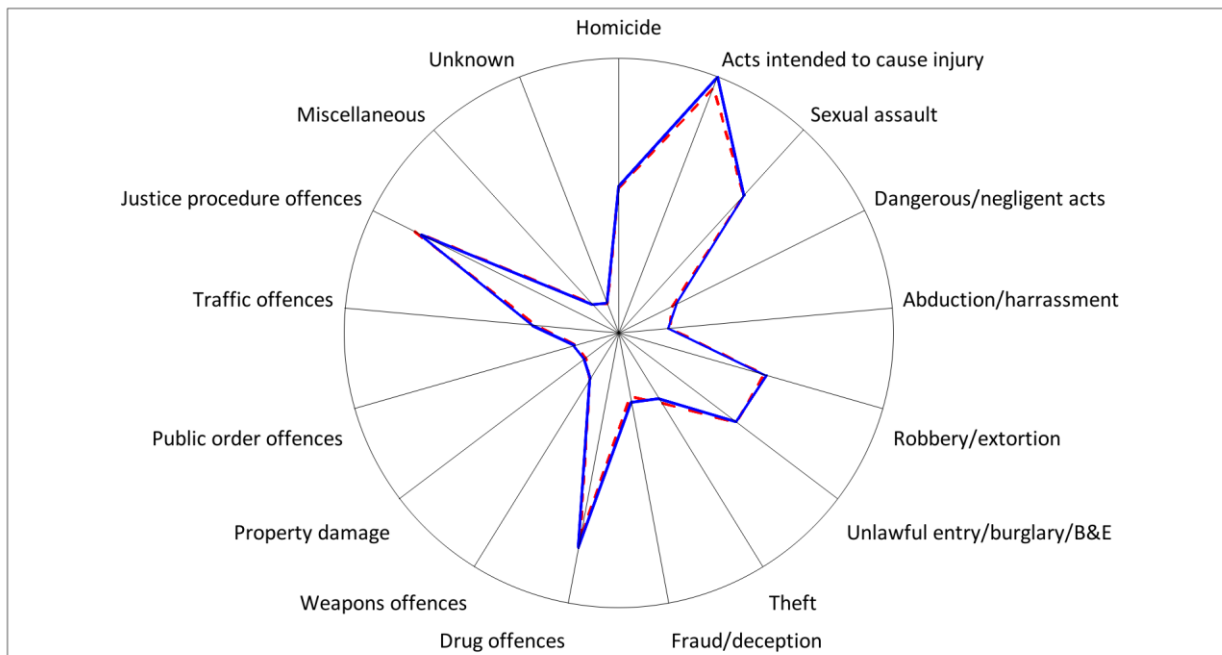 Homicide
Acts intended to cause injury
Sexual assault
Dangerous/negligent acts
Abduction/harrassment
Robbery/extortion
Unlawful entry/burglary/B&E
Theft
Fraud/deception
Drug offences
Weapons offences
Property damage
Public order offences
Traffic offences
Justice procedure offences
Miscellaneous
Unknown